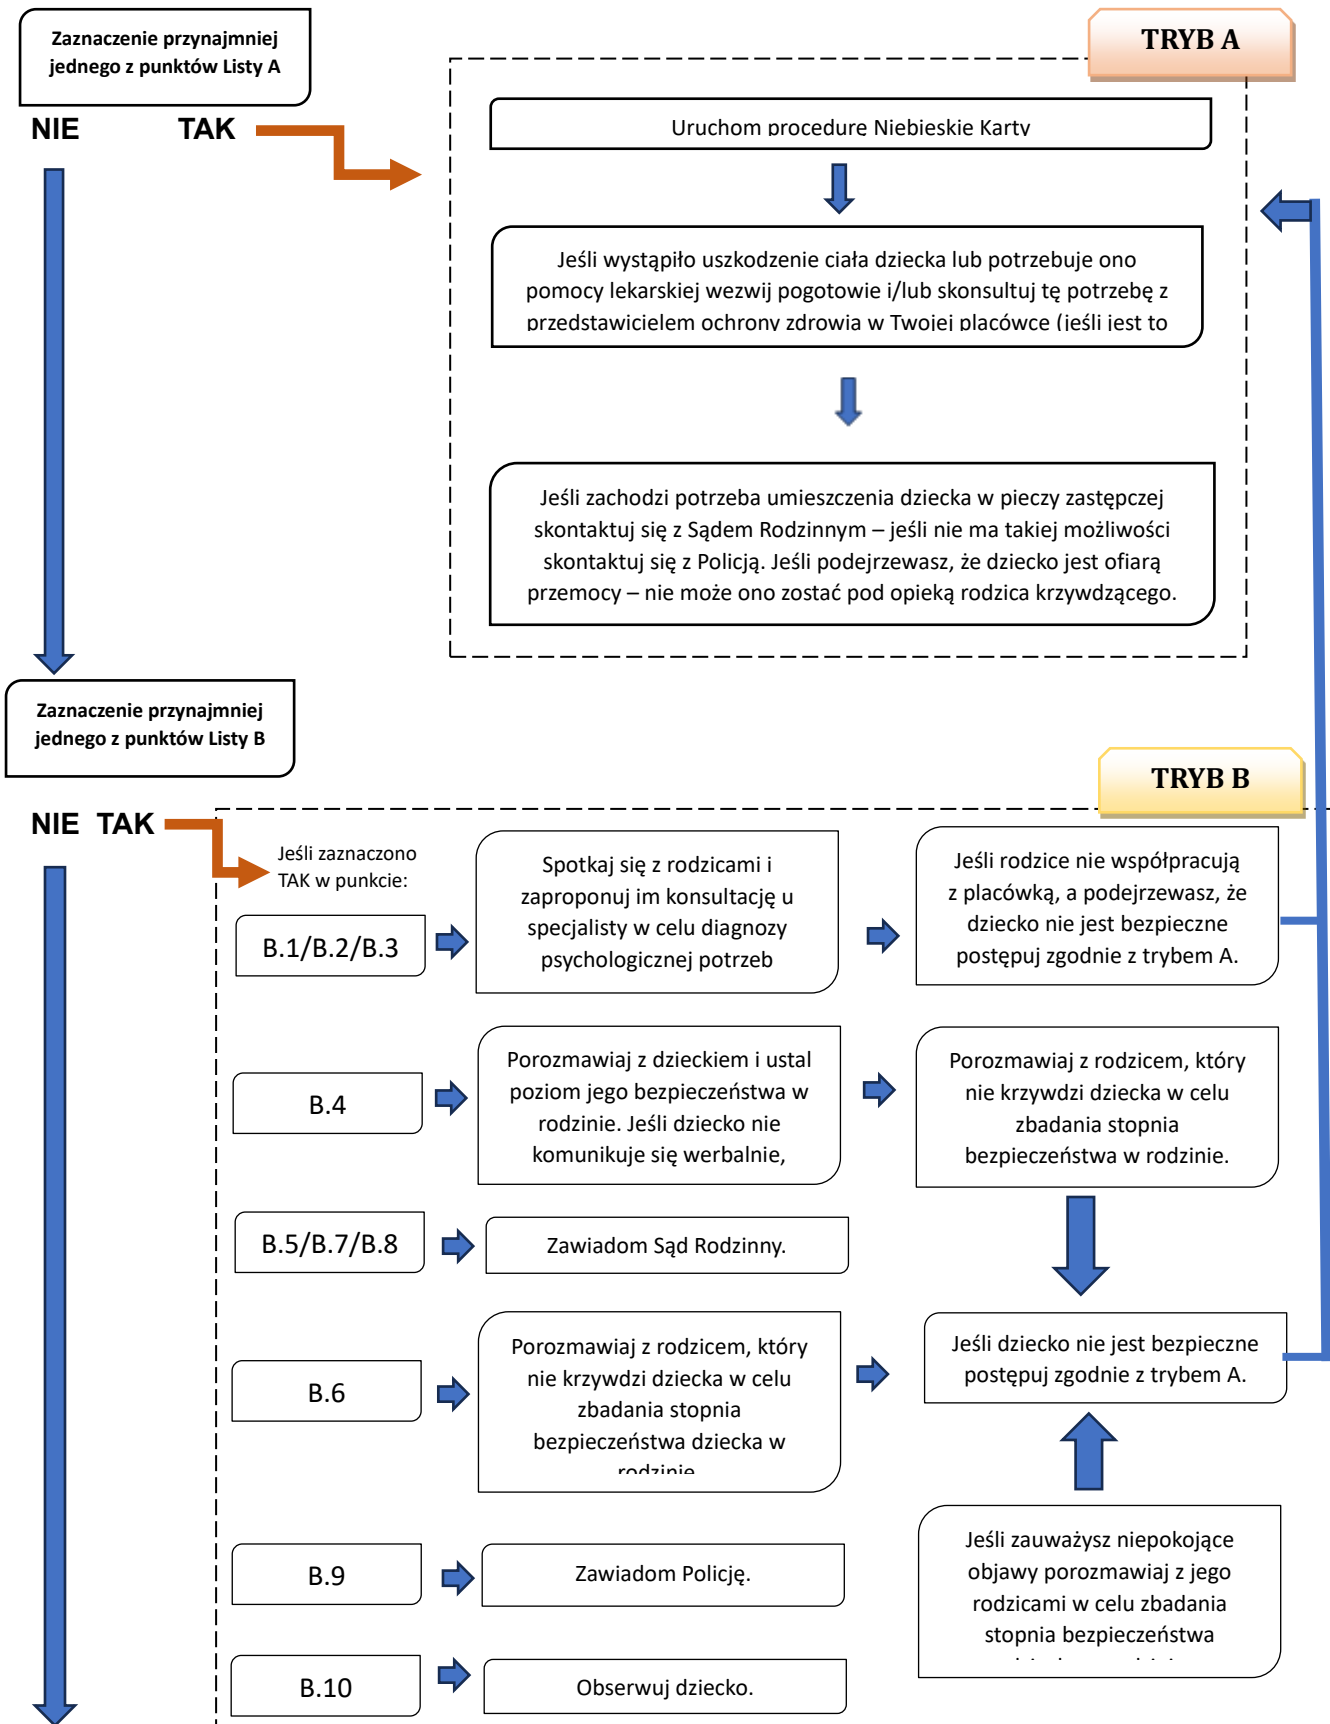 Zaznaczenie przynajmniej
jednego z punktów Listy A
NIE TAK
TRYB A
Uruchom procedurę Niebieskie Karty
Jeśli wystąpiło uszkodzenie ciała dziecka lub potrzebuje ono
pomocy lekarskiej wezwij pogotowie i/lub skonsultuj tę potrzebę z
przedstawicielem ochrony zdrowia w Twojej placówce (jeśli jest to
Jeśli zachodzi potrzeba umieszczenia dziecka w pieczy zastępczej
skontaktuj się z Sądem Rodzinnym – jeśli nie ma takiej możliwości
skontaktuj się z Policją. Jeśli podejrzewasz, że dziecko jest ofiarą
przemocy – nie może ono zostać pod opieką rodzica krzywdzącego.
Zaznaczenie przynajmniej
jednego z punktów Listy B
NIE TAK
TRYB B
Jeśli zaznaczono
TAK w punkcie:
B.1/B.2/B.3
Spotkaj się z rodzicami i
zaproponuj im konsultację u
specjalisty w celu diagnozy
psychologicznej potrzeb
Jeśli rodzice nie współpracują
z placówką, a podejrzewasz, że
dziecko nie jest bezpieczne
postępuj zgodnie z trybem A.
B.4
Porozmawiaj z dzieckiem i ustal
poziom jego bezpieczeństwa w
rodzinie. Jeśli dziecko nie
komunikuje się werbalnie,
Porozmawiaj z rodzicem, który
nie krzywdzi dziecka w celu
zbadania stopnia
bezpieczeństwa w rodzinie.
B.5/B.7/B.8
Zawiadom Sąd Rodzinny.
B.6
Porozmawiaj z rodzicem, który
nie krzywdzi dziecka w celu
zbadania stopnia
bezpieczeństwa dziecka w
rodzinie
Jeśli dziecko nie jest bezpieczne
postępuj zgodnie z trybem A.
B.9
Zawiadom Policję.
Jeśli zauważysz niepokojące
objawy porozmawiaj z jego
rodzicami w celu zbadania
stopnia bezpieczeństwa
B.10
Obserwuj dziecko.